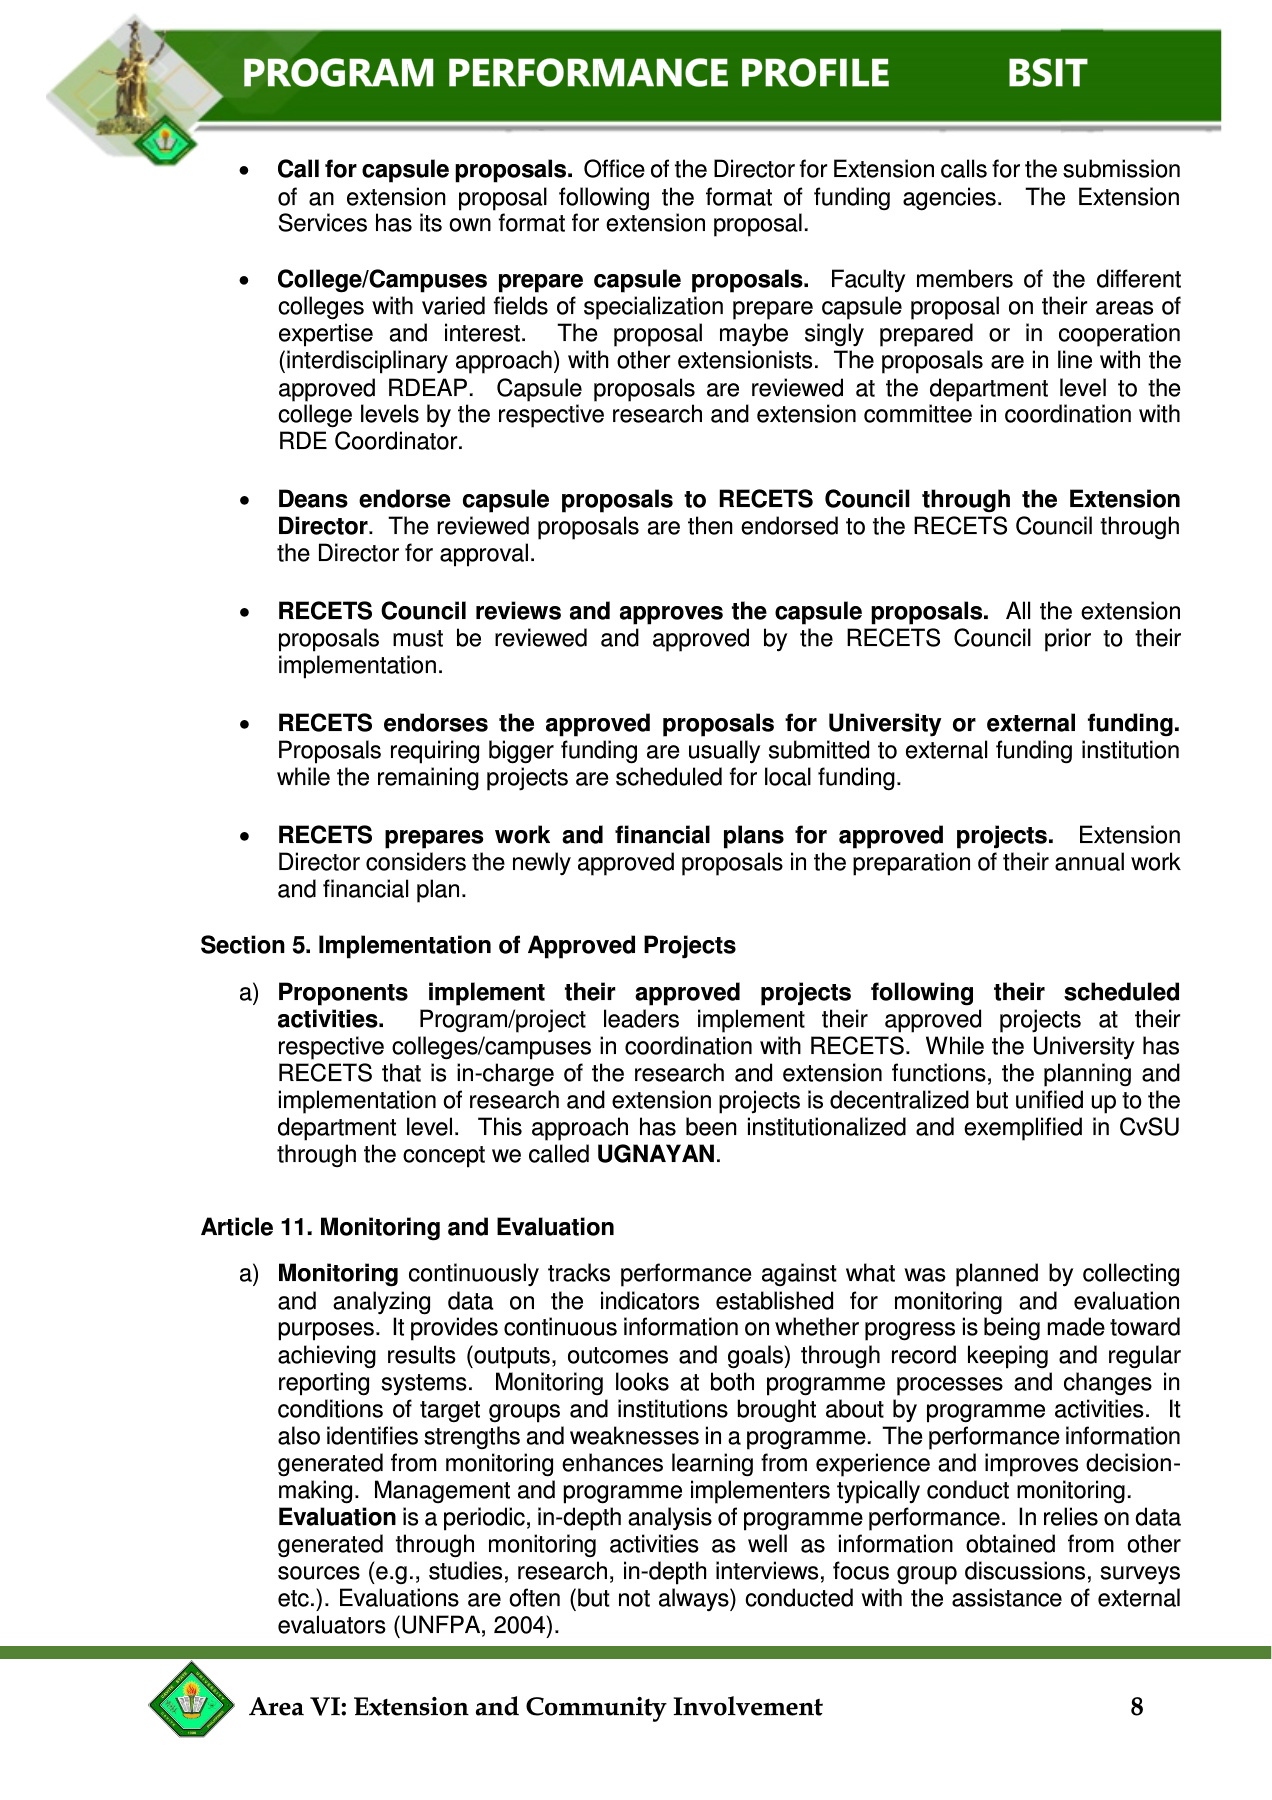 PROGRAM PERFORMANCE PROFILE BSIT
• Call for capsule proposals. Office of the Director for Extension calls for the submission
of an extension proposal following the format of funding agencies. The Extension
Services has its own format for extension proposal.
• College/Campuses prepare capsule proposals. Faculty members of the different
colleges with varied fields of specialization prepare capsule proposal on their areas of
expertise and interest. The proposal maybe singly prepared or in cooperation
(interdisciplinary approach) with other extensionists. The proposals are in line with the
approved RDEAP. Capsule proposals are reviewed at the department level to the
college levels by the respective research and extension committee in coordination with
RDE Coordinator.
• Deans endorse capsule proposals to RECETS Council through the Extension
Director. The reviewed proposals are then endorsed to the RECETS Council through
the Director for approval.
• RECETS Council reviews and approves the capsule proposals. All the extension
proposals must be reviewed and approved by the RECETS Council prior to their
implementation.
• RECETS endorses the approved proposals for University or external funding.
Proposals requiring bigger funding are usually submitted to external funding institution
while the remaining projects are scheduled for local funding.
• RECETS prepares work and financial plans for approved projects. Extension
Director considers the newly approved proposals in the preparation of their annual work
and financial plan.
Section 5. Implementation of Approved Projects
a) Proponents implement their approved projects following their scheduled
activities. Program/project leaders implement their approved projects at their
respective colleges/campuses in coordination with RECETS. While the University has
RECETS that is in-charge of the research and extension functions, the planning and
implementation of research and extension projects is decentralized but unified up to the
department level. This approach has been institutionalized and exemplified in CvSU
through the concept we called UGNAYAN.
Article 11. Monitoring and Evaluation
a) Monitoring continuously tracks performance against what was planned by collecting
and analyzing data on the indicators established for monitoring and evaluation
purposes. It provides continuous information on whether progress is being made toward
achieving results (outputs, outcomes and goals) through record keeping and regular
reporting systems. Monitoring looks at both programme processes and changes in
conditions of target groups and institutions brought about by programme activities. It
also identifies strengths and weaknesses in a programme. The performance information
generated from monitoring enhances learning from experience and improves decision-
making. Management and programme implementers typically conduct monitoring.
Evaluation is a periodic, in-depth analysis of programme performance. In relies on data
generated through monitoring activities as well as information obtained from other
sources (e.g., studies, research, in-depth interviews, focus group discussions, surveys
etc.). Evaluations are often (but not always) conducted with the assistance of external
evaluators (UNFPA, 2004).
Area VI: Extension and Community Involvement 8